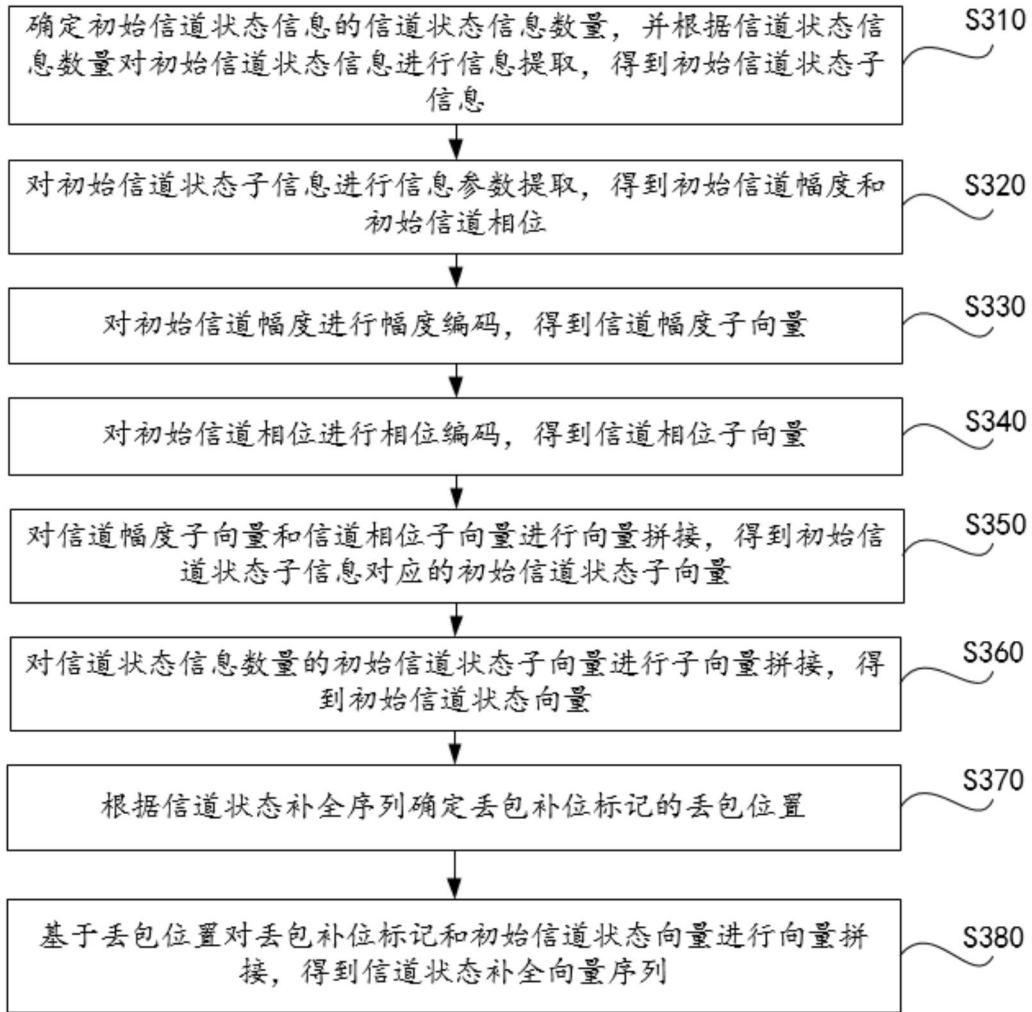 确定初始信道状态信息的信道状态信息数量，并根据信道状态信
息数量对初始信道状态信息进行信息提取，得到初始信道状态子
信息
S310
对初始信道状态子信息进行信息参数提取，得到初始信道幅度和
初始信道相位
S320
对初始信道幅度进行幅度编码，得到信道幅度子向量
S330
对初始信道相位进行相位编码，得到信道相位子向量
S340
对信道幅度子向量和信道相位子向量进行向量拼接，得到初始信
道状态子信息对应的初始信道状态子向量
S350
对信道状态信息数量的初始信道状态子向量进行子向量拼接，得
到初始信道状态向量
S360
根据信道状态补全序列确定丢包补位标记的丢包位置
S370
基于丢包位置对丢包补位标记和初始信道状态向量进行向量拼
接，得到信道状态补全向量序列
S380